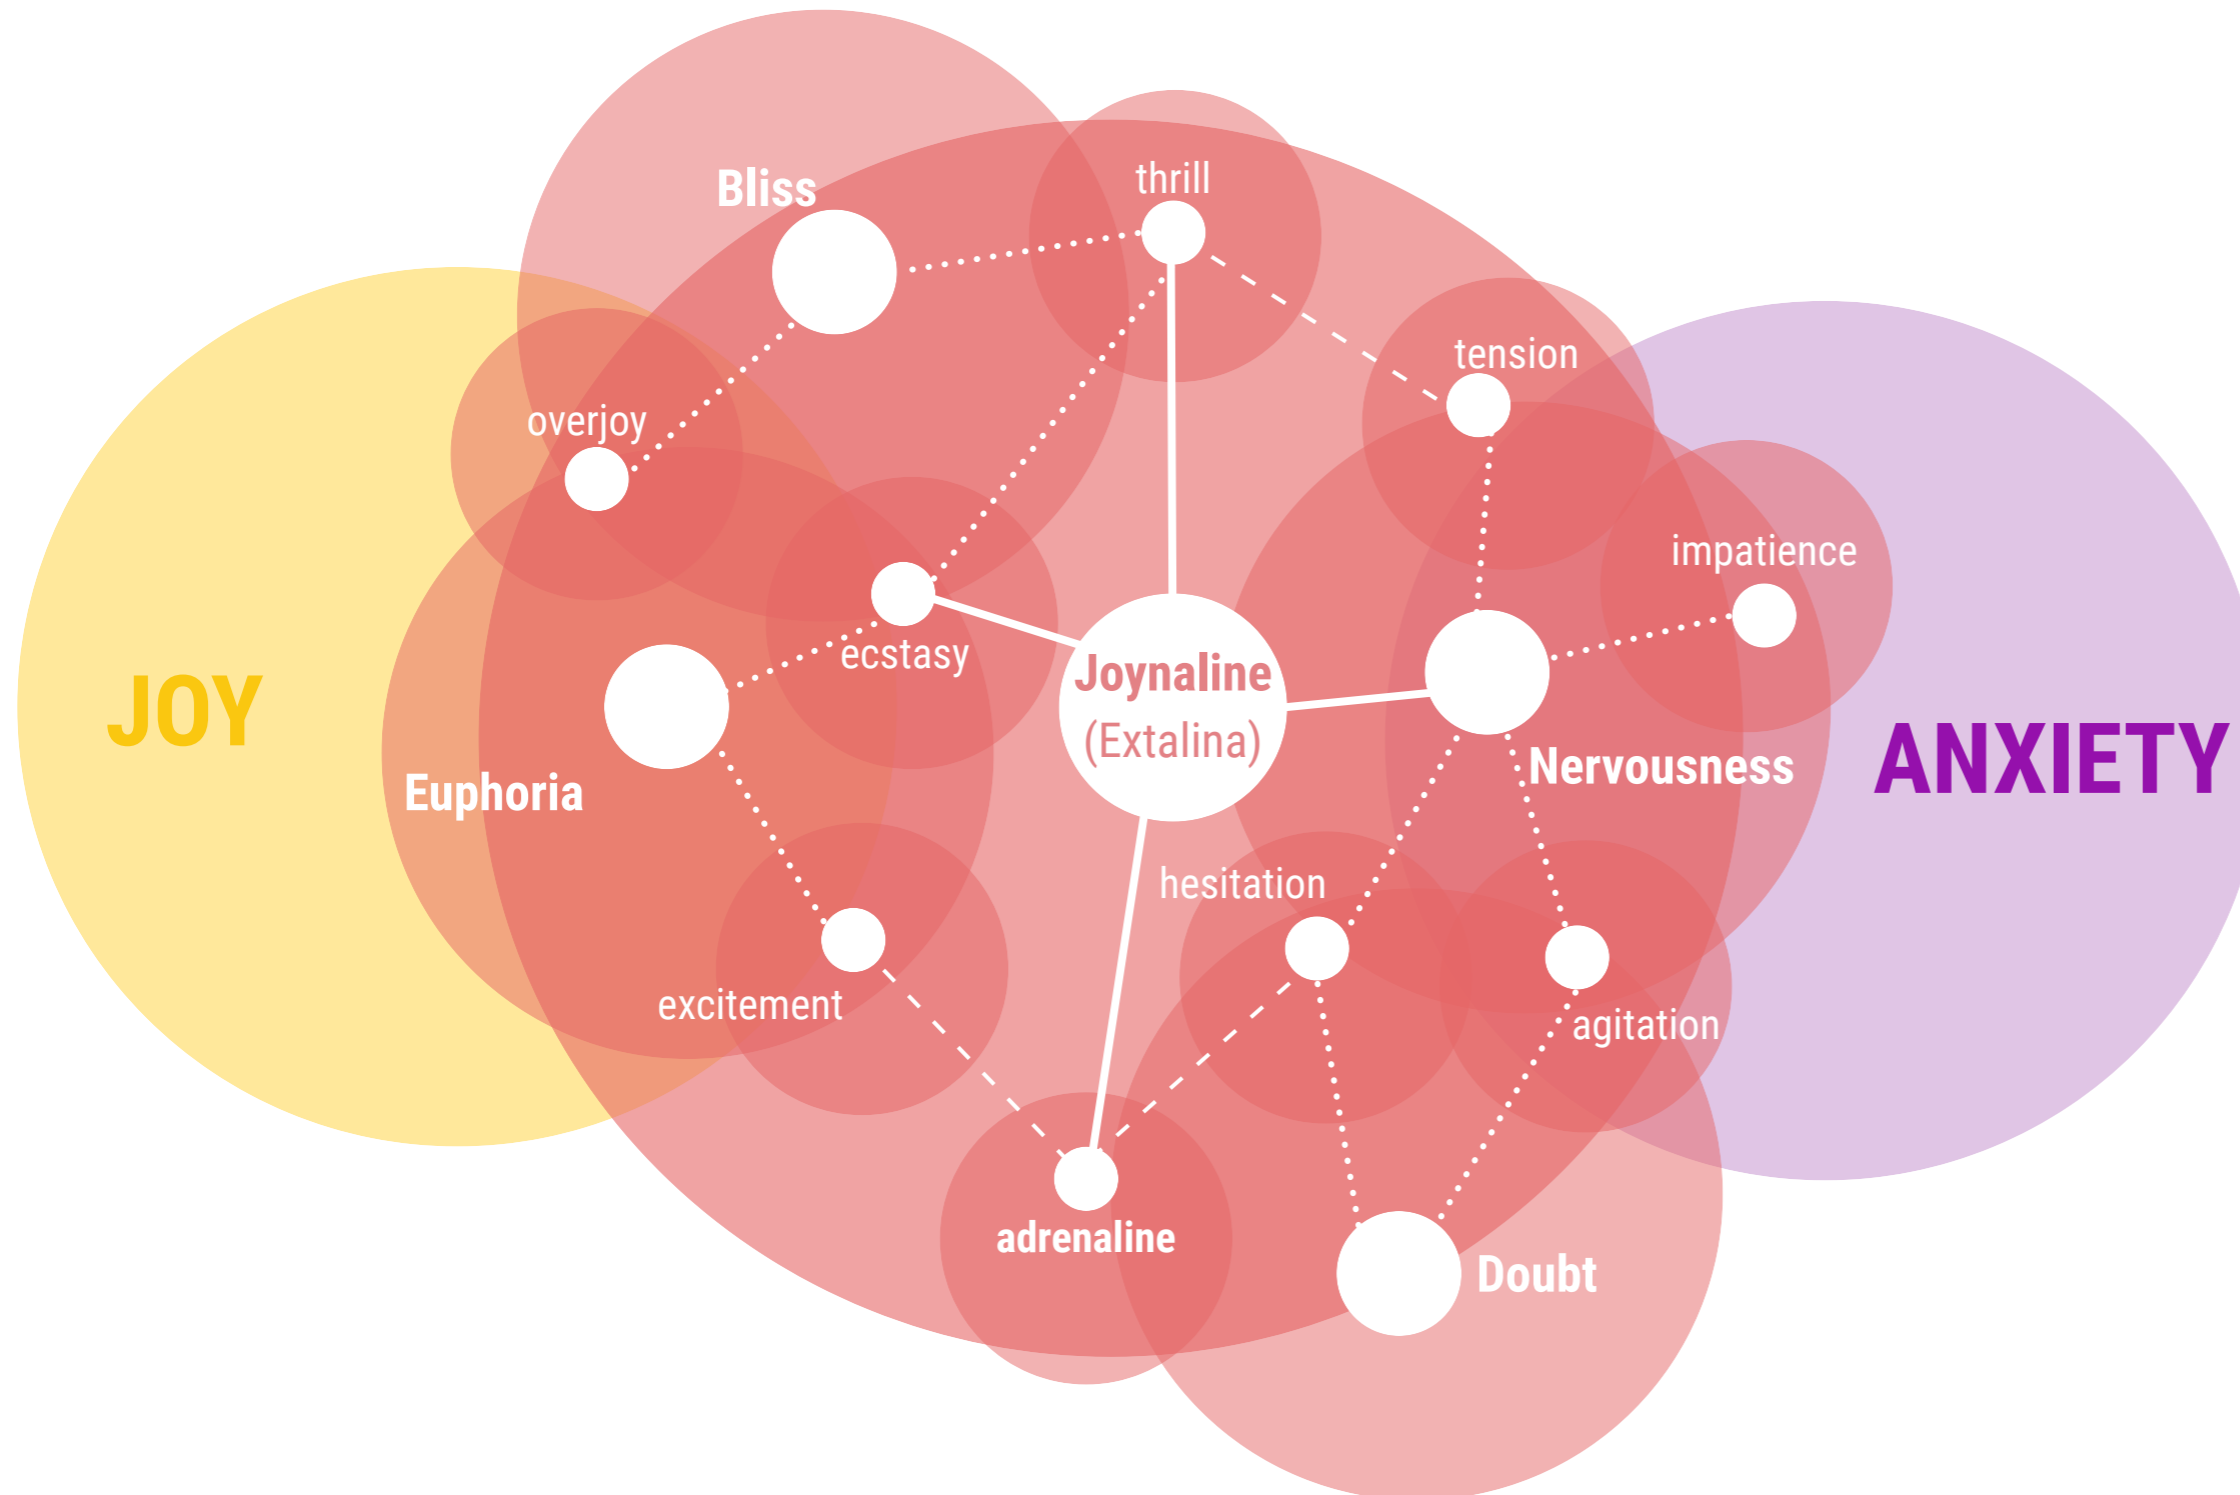 Bliss
thrill
tension
overjoy
impatience
ecstasy
Joynaline
(Extalina)
JOY
ANXIETY
Nervousness
Euphoria
hesitation
excitement
agitation
adrenaline
Doubt